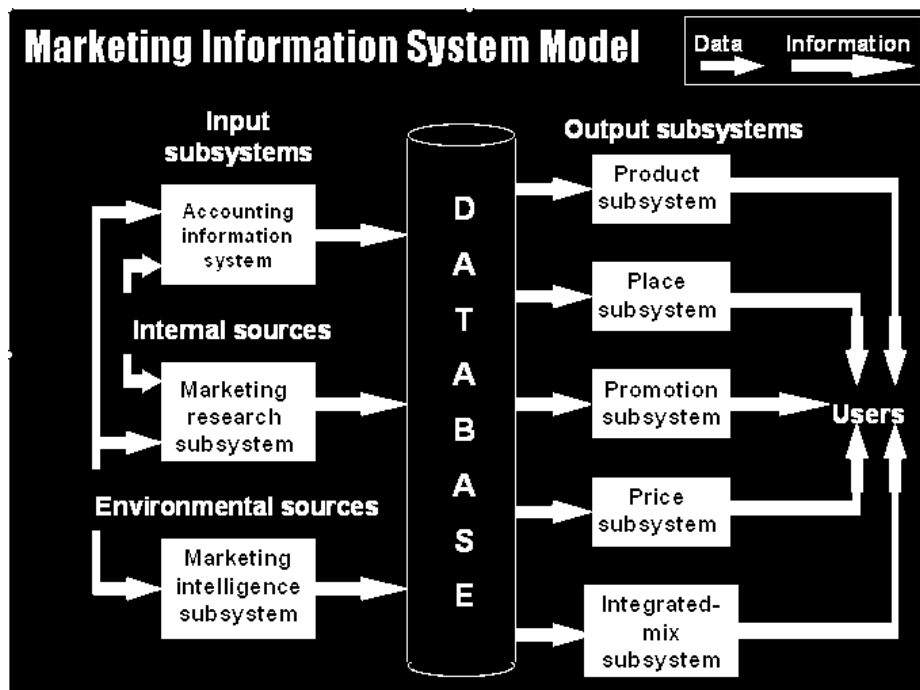 Marketing Information System Model
Data
Information
Input
subsystems
Output subsystems
Accounting
information
system
Internal sources
Marketing
research
subsystem
Environmental sources
Marketing
intelligence
subsystem
D
A
T
A
B
A
S
E
Product
subsystem
Place
subsystem
Promotion
subsystem
Price
subsystem
Integrated-
mix
subsystem
Users